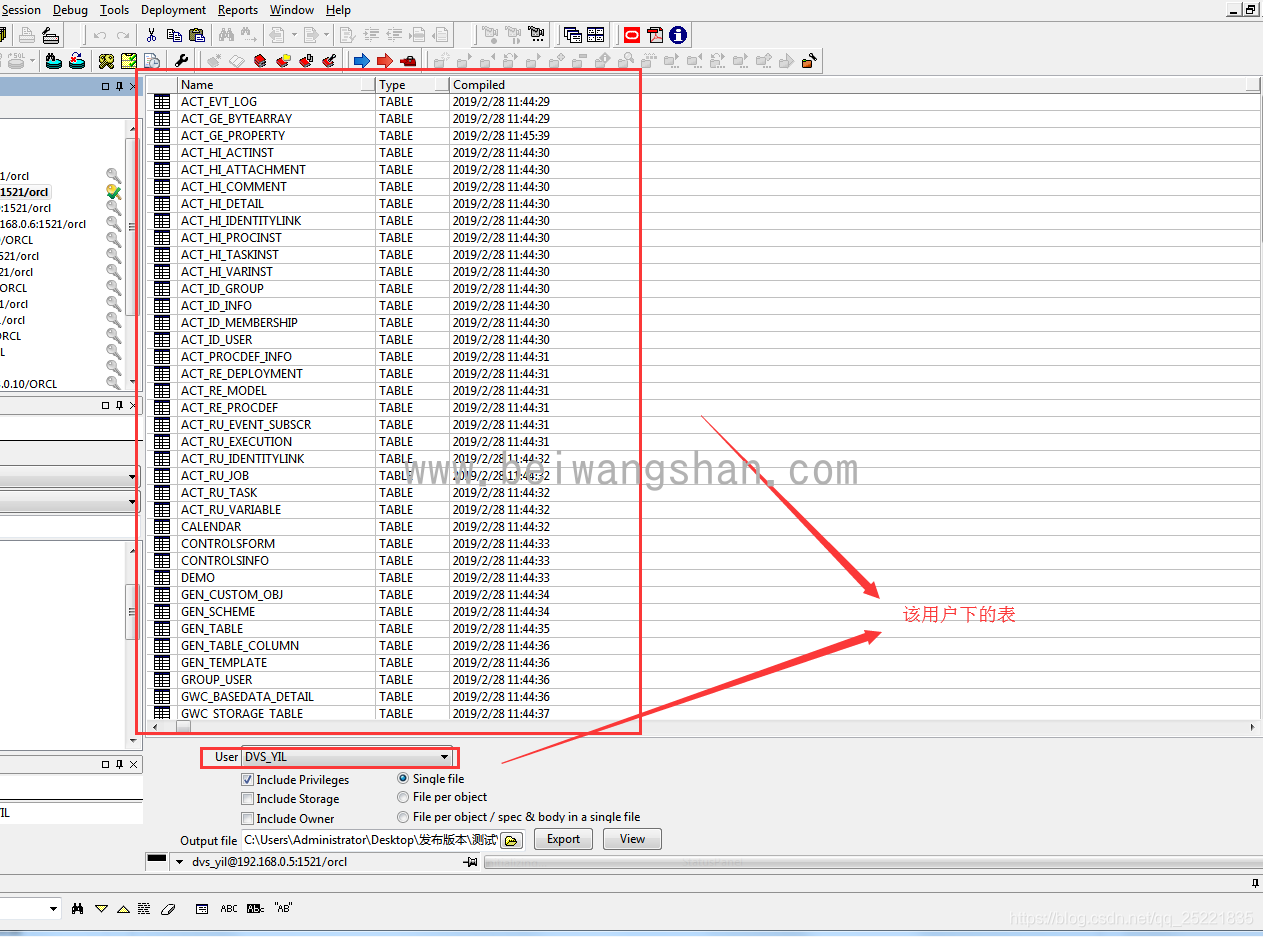 Session Debug Tools Deployment Reports Window Help
Name Type Compiled
ACT_EVT_LOG TABLE 2019/2/28 11:44:29
ACT_GE_BYTEARRAY TABLE 2019/2/28 11:44:29
ACT_GE_PROPERTY TABLE 2019/2/28 11:45:39
ACT_HI_ACTINST TABLE 2019/2/28 11:44:30
ACT_HI_ATTACHMENT TABLE 2019/2/28 11:44:30
ACT_HI_COMMENT TABLE 2019/2/28 11:44:30
ACT_HI_DETAIL TABLE 2019/2/28 11:44:30
ACT_HI_IDENTITYLINK TABLE 2019/2/28 11:44:30
ACT_HI_PROCINST TABLE 2019/2/28 11:44:30
ACT_HI_TASKINST TABLE 2019/2/28 11:44:30
ACT_HI_VARINST TABLE 2019/2/28 11:44:30
ACT_ID_GROUP TABLE 2019/2/28 11:44:30
ACT_ID_INFO TABLE 2019/2/28 11:44:30
ACT_ID_MEMBERSHIP TABLE 2019/2/28 11:44:30
ACT_ID_USER TABLE 2019/2/28 11:44:30
ACT_PROCDEF_INFO TABLE 2019/2/28 11:44:31
ACT_RE_DEPLOYMENT TABLE 2019/2/28 11:44:31
ACT_RE_MODEL TABLE 2019/2/28 11:44:31
ACT_RE_PROCDEF TABLE 2019/2/28 11:44:31
ACT_RU_EVENT_SUBSCR TABLE 2019/2/28 11:44:31
ACT_RU_EXECUTION TABLE 2019/2/28 11:44:31
ACT_RU_IDENTITYLINK TABLE 2019/2/28 11:44:32
ACT_RU_JOB TABLE 2019/2/28 11:44:32
ACT_RU_TASK TABLE 2019/2/28 11:44:32
ACT_RU_VARIABLE TABLE 2019/2/28 11:44:32
CALENDAR TABLE 2019/2/28 11:44:32
CONTROLSFORM TABLE 2019/2/28 11:44:33
CONTROLSINFO TABLE 2019/2/28 11:44:33
DEMO TABLE 2019/2/28 11:44:33
GEN_CUSTOM_OBJ TABLE 2019/2/28 11:44:34
GEN_SCHEME TABLE 2019/2/28 11:44:34
GEN_TABLE TABLE 2019/2/28 11:44:35
GEN_TABLE_COLUMN TABLE 2019/2/28 11:44:36
GEN_TEMPLATE TABLE 2019/2/28 11:44:36
GROUP_USER TABLE 2019/2/28 11:44:36
GWC_BASEDATA_DETAIL TABLE 2019/2/28 11:44:36
GWC_STORAGE_TABLE TABLE 2019/2/28 11:44:37
1/orcl
1521/orcl
:1521/orcl
168.0.6:1521/orcl
/ORCL
521/orcl
21/orcl
ORCL
1/orcl
/orcl
ORCL
L
.0.10/ORCL
IL
www.beiwangshan.com
该用户下的表
User DVS_YIL
Include Privileges Single file
Include Storage File per object
Include Owner File per object / spec & body in a single file
Output file C:\Users\Administrator\Desktop\发布版本\测试 Export View
dvs_yil@192.168.0.5:1521/orcl
ABC "AB"
https://blog.csdn.net/qq_25221835